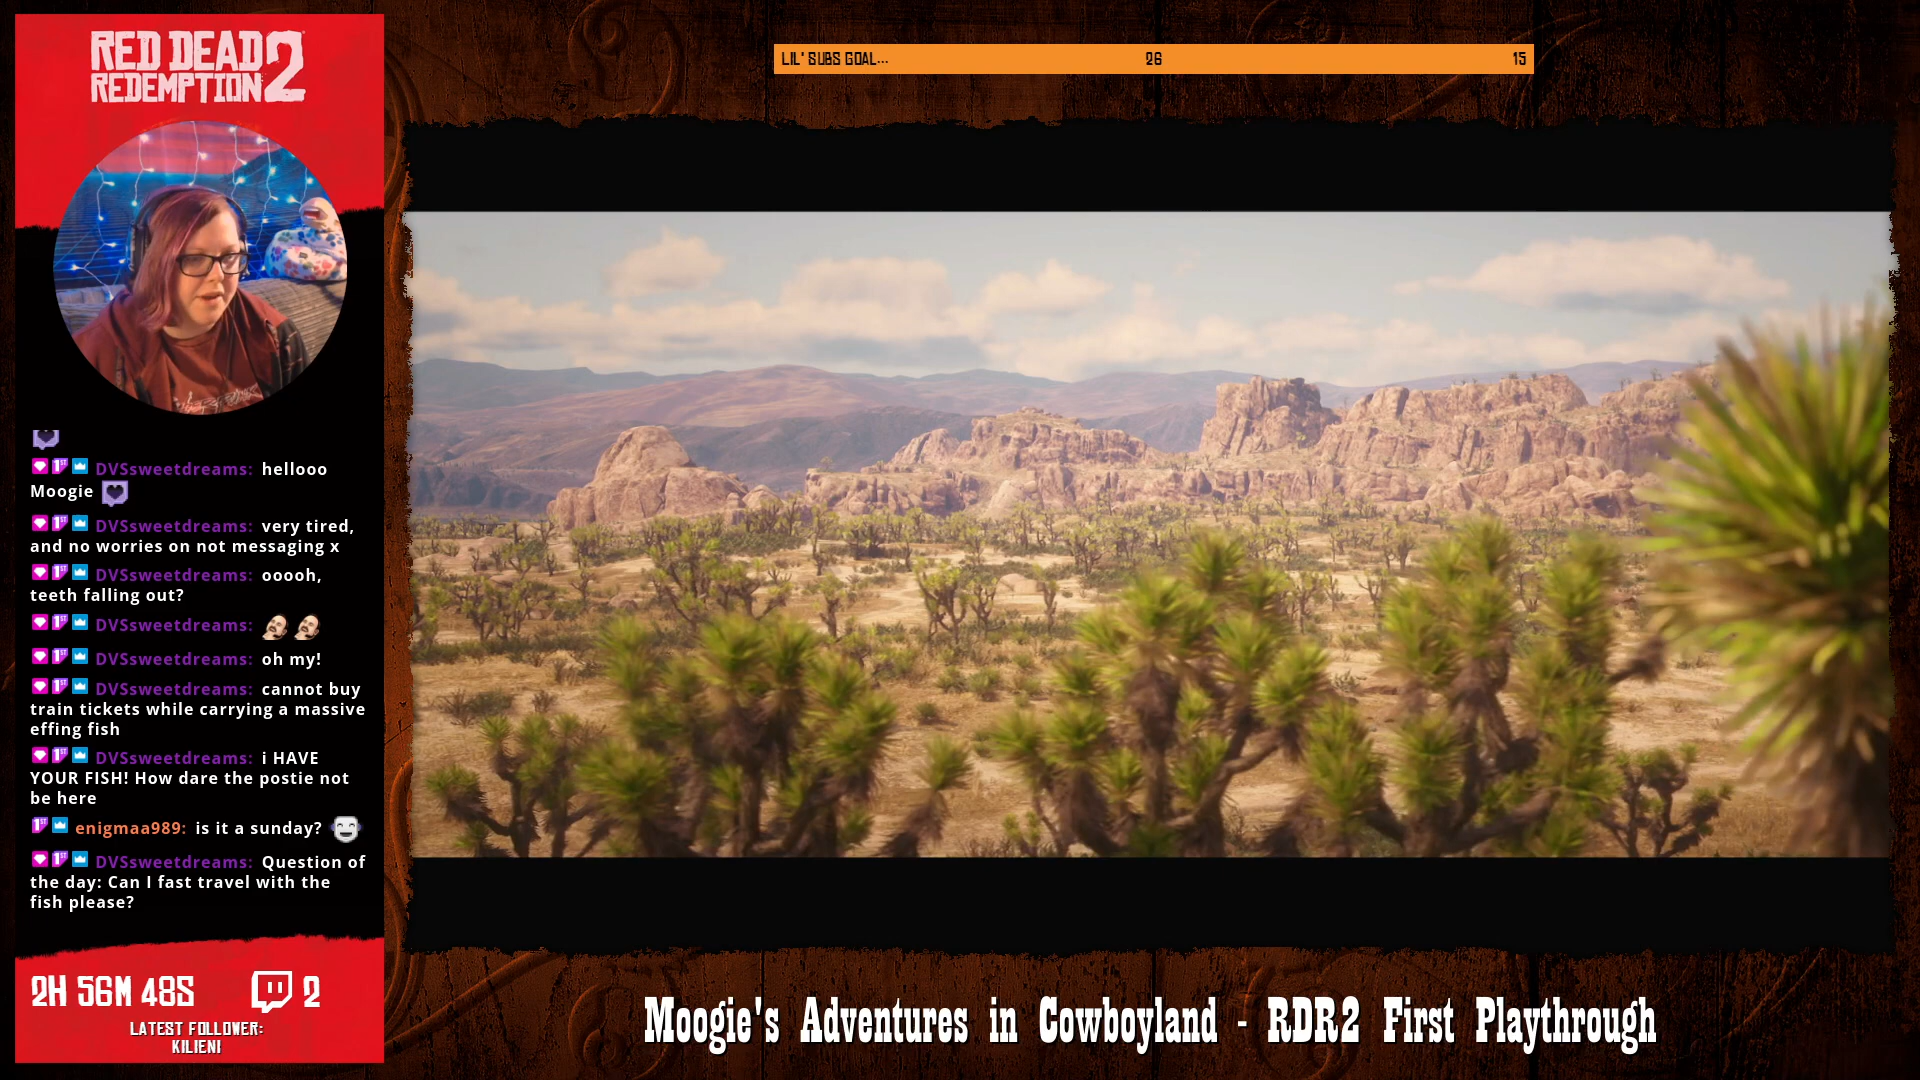 RED DEAD
REDEMPTION 2
LIL' SUBS GOAL... 26 15
DVSsweetdreams: hellooo
Moogie
DVSsweetdreams: very tired,
and no worries on not messaging x
DVSsweetdreams: ooooh,
teeth falling out?
DVSsweetdreams:
DVSsweetdreams: oh my!
DVSsweetdreams: cannot buy
train tickets while carrying a massive
effing fish
DVSsweetdreams: i HAVE
YOUR FISH! How dare the postie not
be here
enigmaa989: is it a sunday?
DVSsweetdreams: Question of
the day: Can I fast travel with the
fish please?
2H 56M 48S 2
LATEST FOLLOWER:
KILIENI
Moogie's Adventures in Cowboyland - RDR2 First Playthrough